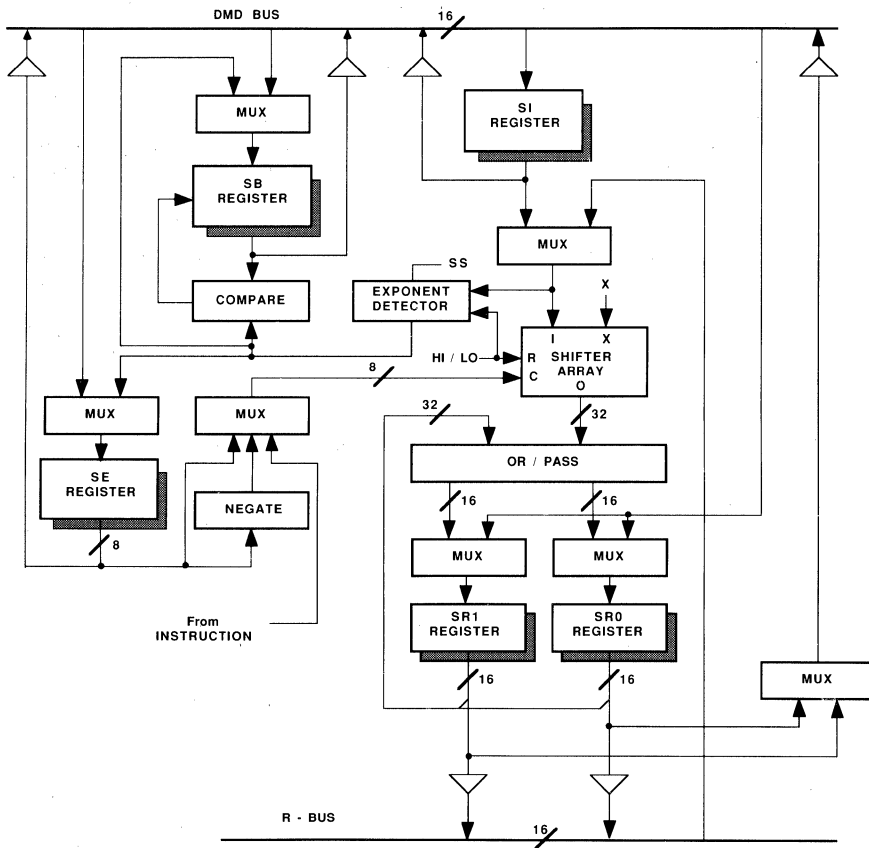 DMD BUS
16
MUX
SI
REGISTER
SB
REGISTER
MUX
SS
COMPARE
EXPONENT
DETECTOR
X
I X
HI / LO
R SHIFTER
ARRAY
C
O
8
MUX
MUX
32
32
OR / PASS
SE
REGISTER
16
16
NEGATE
8
MUX
MUX
From
INSTRUCTION
SR1
REGISTER
SR0
REGISTER
16
16
MUX
R - BUS
16